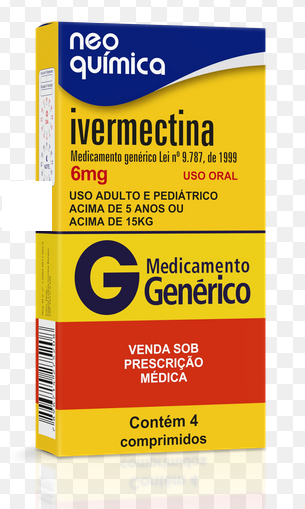 neo
química
ivermectina
Medicamento genérico Lei nº 9.787, de 1999
6mg
USO ORAL
USO ADULTO E PEDIÁTRICO
ACIMA DE 5 ANOS OU
ACIMA DE 15KG
G Medicamento
Genérico
VENDA SOB
PRESCRIÇÃO
MÉDICA
Contém 4
comprimidos